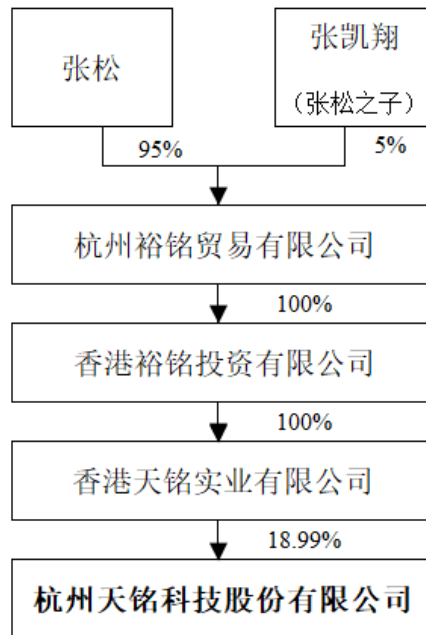 张松
张凯翔
（张松之子）
95%
5%
杭州裕铭贸易有限公司
100%
香港裕铭投资有限公司
100%
香港天铭实业有限公司
18.99%
杭州天铭科技股份有限公司